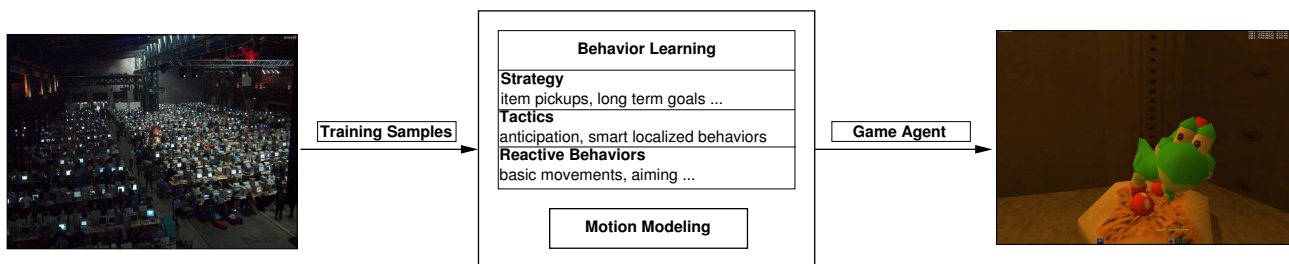 Training Samples
Behavior Learning
Strategy
item pickups, long term goals ...
Tactics
anticipation, smart localized behaviors
Reactive Behaviors
basic movements, aiming ...
Motion Modeling
Game Agent